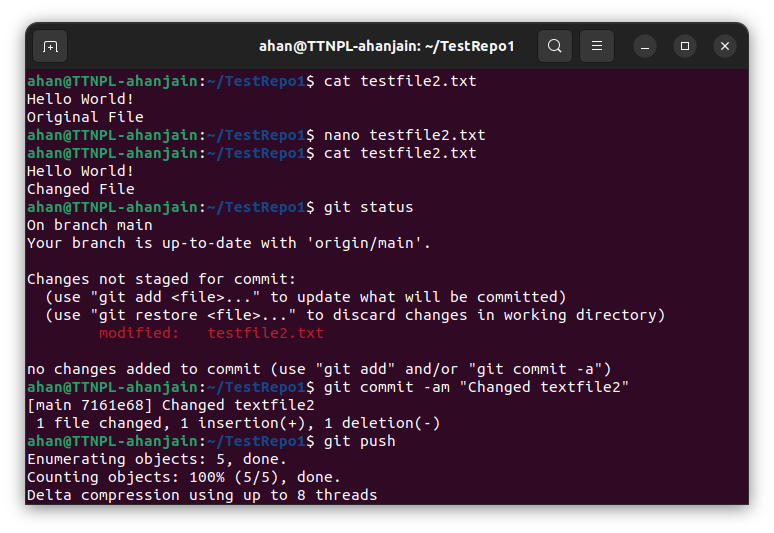 ahan@TTNPL-ahanjain: ~/TestRepo1
ahan@TTNPL-ahanjain:~/TestRepo1$ cat testfile2.txt
Hello World!
Original File
ahan@TTNPL-ahanjain:~/TestRepo1$ nano testfile2.txt
ahan@TTNPL-ahanjain:~/TestRepo1$ cat testfile2.txt
Hello World!
Changed File
ahan@TTNPL-ahanjain:~/TestRepo1$ git status
On branch main
Your branch is up-to-date with 'origin/main'.

Changes not staged for commit:
  (use "git add <file>..." to update what will be committed)
  (use "git restore <file>..." to discard changes in working directory)
        modified:   testfile2.txt

no changes added to commit (use "git add" and/or "git commit -a")
ahan@TTNPL-ahanjain:~/TestRepo1$ git commit -am "Changed textfile2"
[main 7161e68] Changed textfile2
 1 file changed, 1 insertion(+), 1 deletion(-)
ahan@TTNPL-ahanjain:~/TestRepo1$ git push
Enumerating objects: 5, done.
Counting objects: 100% (5/5), done.
Delta compression using up to 8 threads